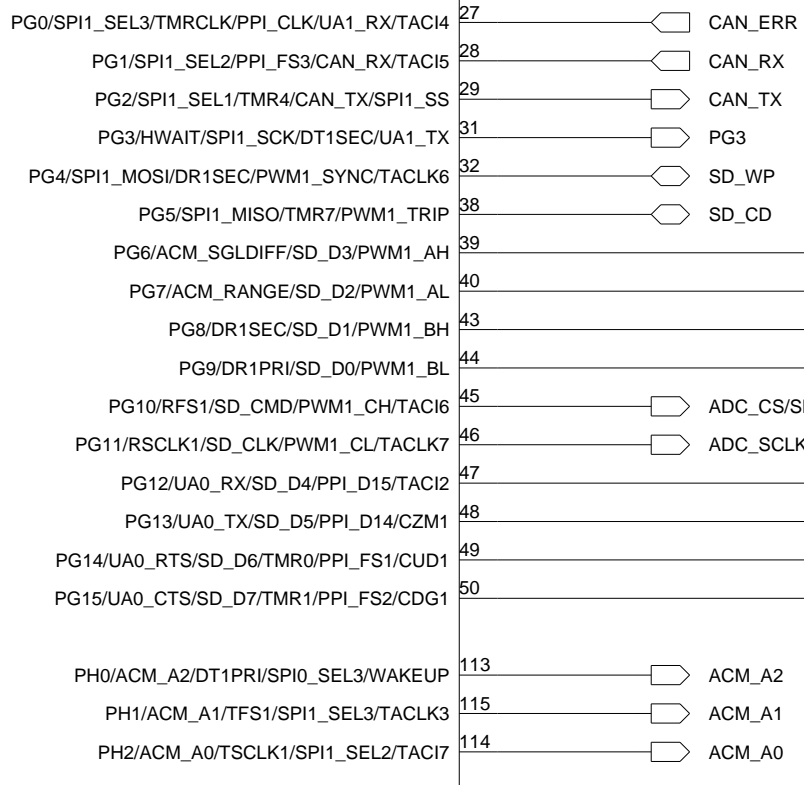 PG0/SPI1_SEL3/TMRCLK/PPI_CLK/UA1_RX/TACI4 27 CAN_ERR
PG1/SPI1_SEL2/PPI_FS3/CAN_RX/TACI5 28 CAN_RX
PG2/SPI1_SEL1/TMR4/CAN_TX/SPI1_SS 29 CAN_TX
PG3/HWAIT/SPI1_SCK/DT1SEC/UA1_TX 31 PG3
PG4/SPI1_MOSI/DR1SEC/PWM1_SYNC/TACLK6 32 SD_WP
PG5/SPI1_MISO/TMR7/PWM1_TRIP 38 SD_CD
PG6/ACM_SGLDIFF/SD_D3/PWM1_AH 39
PG7/ACM_RANGE/SD_D2/PWM1_AL 40
PG8/DR1SEC/SD_D1/PWM1_BH 43
PG9/DR1PRI/SD_D0/PWM1_BL 44
PG10/RFS1/SD_CMD/PWM1_CH/TACI6 45 ADC_CS/
PG11/RSCLK1/SD_CLK/PWM1_CL/TACLK7 46 ADC_SCLK
PG12/UA0_RX/SD_D4/PPI_D15/TACI2 47
PG13/UA0_TX/SD_D5/PPI_D14/CZM1 48
PG14/UA0_RTS/SD_D6/TMR0/PPI_FS1/CUD1 49
PG15/UA0_CTS/SD_D7/TMR1/PPI_FS2/CDG1 50
PH0/ACM_A2/DT1PRI/SPI0_SEL3/WAKEUP 113 ACM_A2
PH1/ACM_A1/TFS1/SPI1_SEL3/TACLK3 115 ACM_A1
PH2/ACM_A0/TSCLK1/SPI1_SEL2/TACI7 114 ACM_A0